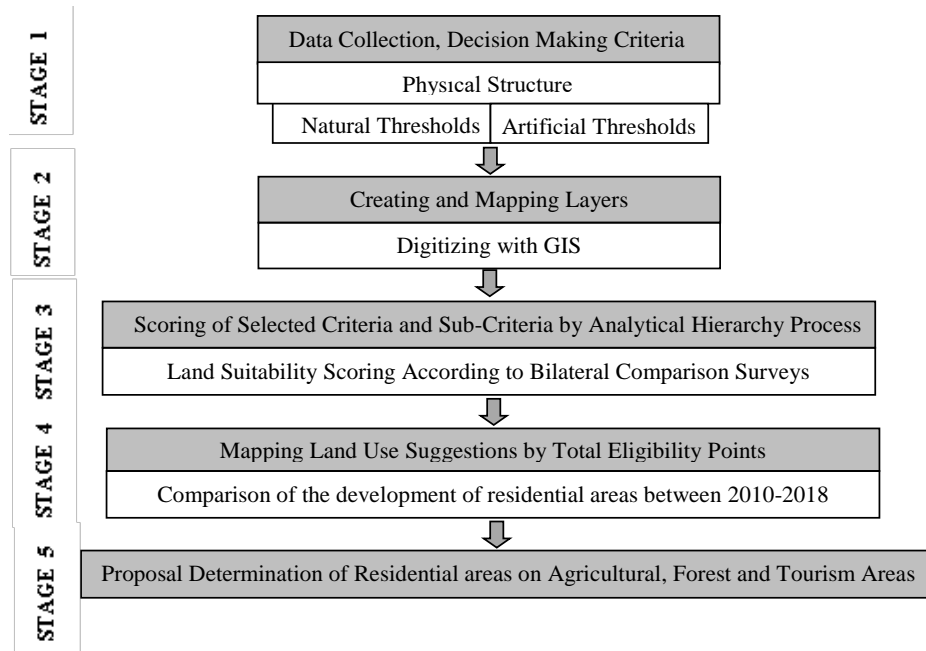 STAGE 1
Data Collection, Decision Making Criteria
Physical Structure
Natural Thresholds
Artificial Thresholds
STAGE 2
Creating and Mapping Layers
Digitizing with GIS
STAGE 3
Scoring of Selected Criteria and Sub-Criteria by Analytical Hierarchy Process
Land Suitability Scoring According to Bilateral Comparison Surveys
STAGE 4
Mapping Land Use Suggestions by Total Eligibility Points
Comparison of the development of residential areas between 2010-2018
STAGE 5
Proposal Determination of Residential areas on Agricultural, Forest and Tourism Areas